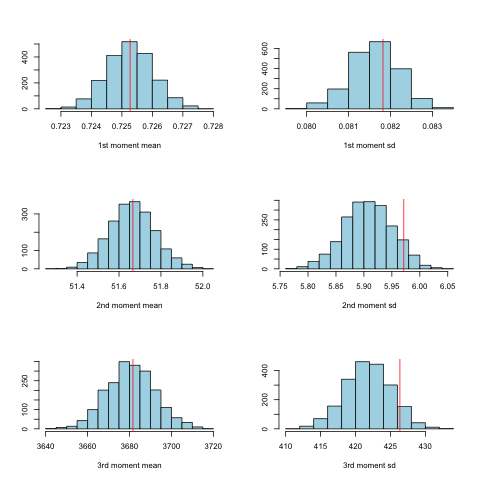 0 200 400
0.723 0.724 0.725 0.726 0.727 0.728
1st moment mean
0 200 400 600
0.080 0.081 0.082 0.083
1st moment sd
0 100 300
51.4 51.6 51.8 52.0
2nd moment mean
0 100 250
5.75 5.80 5.85 5.90 5.95 6.00 6.05
2nd moment sd
0 100 250
3640 3660 3680 3700 3720
3rd moment mean
0 200 400
410 415 420 425 430
3rd moment sd